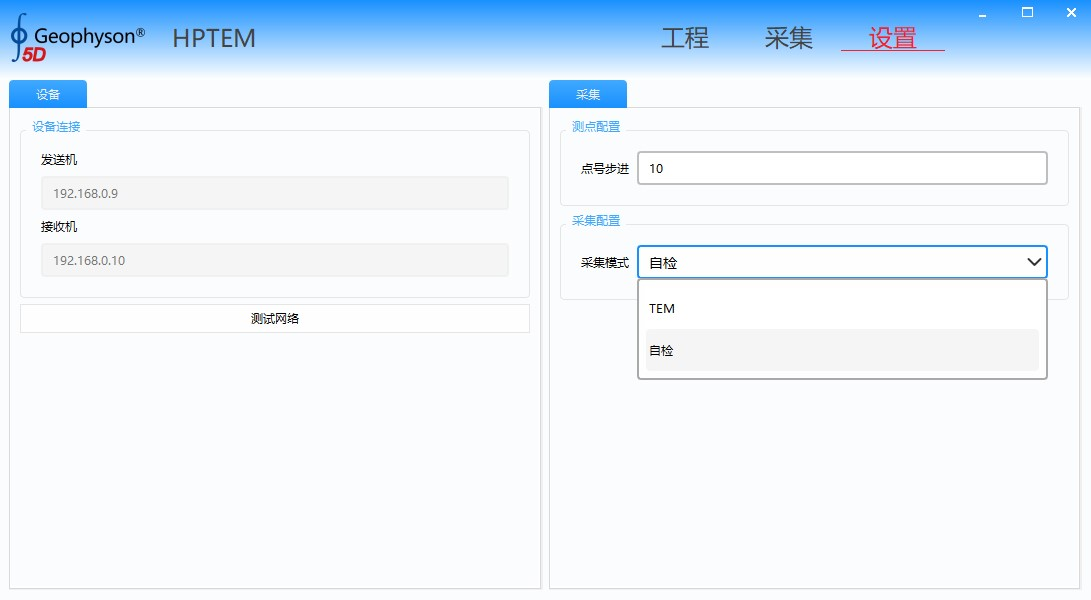 Geophyson®
5D
HPTEM
工程
采集
设置
设备
设备连接
发送机
192.168.0.9
接收机
192.168.0.10
测试网络
采集
测点配置
点号步进
10
采集配置
采集模式
自检
TEM
自检